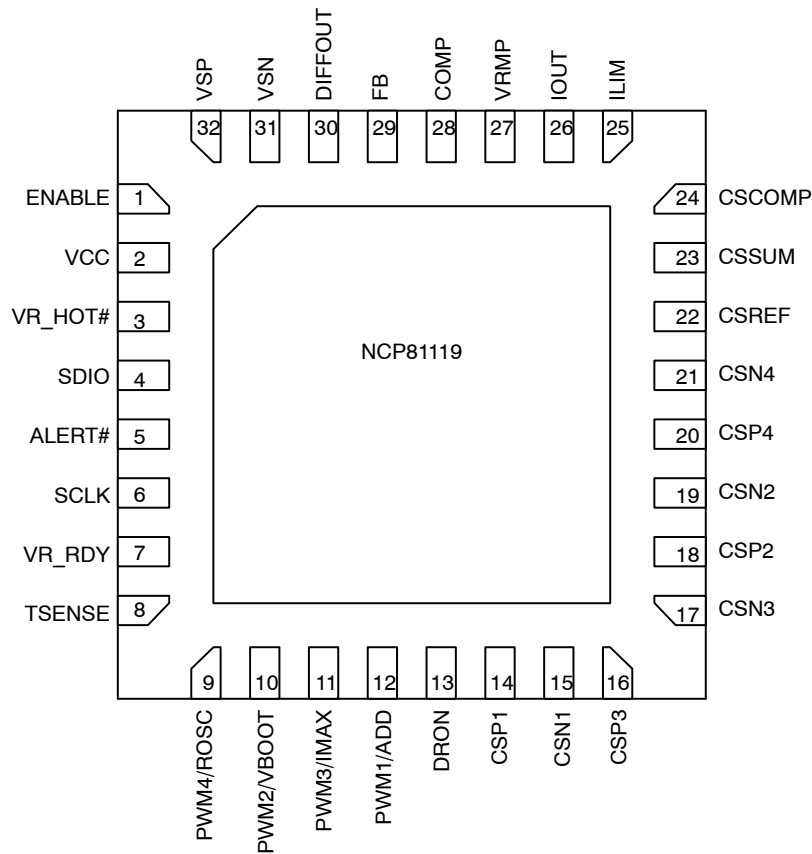 VSP
VSN
DIFFOUT
FB
COMP
VRMP
IOUT
ILIM
32
31
30
29
28
27
26
25
ENABLE 1
24 CSCOMP
VCC 2
23 CSSUM
VR_HOT# 3
22 CSREF
NCP81119
SDIO 4
21 CSN4
ALERT# 5
20 CSP4
SCLK 6
19 CSN2
VR_RDY 7
18 CSP2
TSENSE 8
17 CSN3
9
10
11
12
13
14
15
16
PWM4/ROSC
PWM2/VBOOT
PWM3/IMAX
PWM1/ADD
DRON
CSP1
CSN1
CSP3